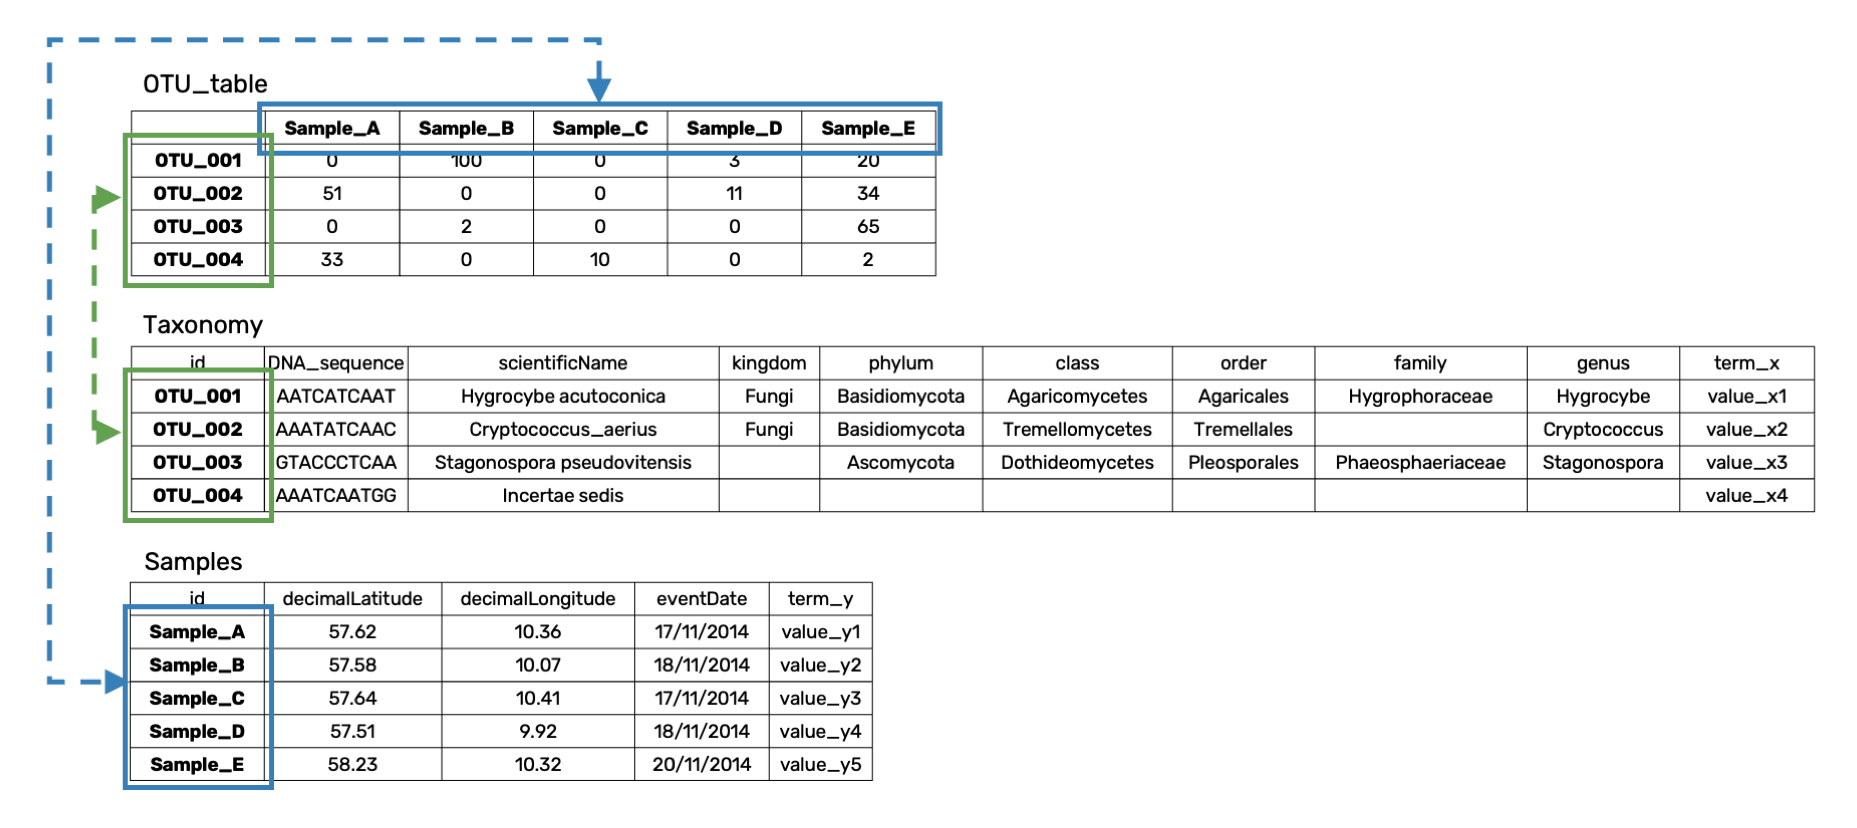 OTU_table
Sample_A Sample_B Sample_C Sample_D Sample_E
OTU_001 0 100 0 3 20
OTU_002 51 0 0 11 34
OTU_003 0 2 0 0 65
OTU_004 33 0 10 0 2
Taxonomy
id DNA_sequence scientificName kingdom phylum class order family genus term_x
OTU_001 AATCATCAAT Hygrocybe acutoconica Fungi Basidiomycota Agaricomycetes Agaricales Hygrophoraceae Hygrocybe value_x1
OTU_002 AAATATCAAC Cryptococcus_aerius Fungi Basidiomycota Tremellomycetes Tremellales Cryptococcus value_x2
OTU_003 GTACCCTCAA Stagonospora pseudovitensis Ascomycota Dothideomycetes Pleosporales Phaeosphaeriaceae Stagonospora value_x3
OTU_004 AAATCAATGG Incertae sedis value_x4
Samples
id decimalLatitude decimalLongitude eventDate term_y
Sample_A 57.62 10.36 17/11/2014 value_y1
Sample_B 57.58 10.07 18/11/2014 value_y2
Sample_C 57.64 10.41 17/11/2014 value_y3
Sample_D 57.51 9.92 18/11/2014 value_y4
Sample_E 58.23 10.32 20/11/2014 value_y5